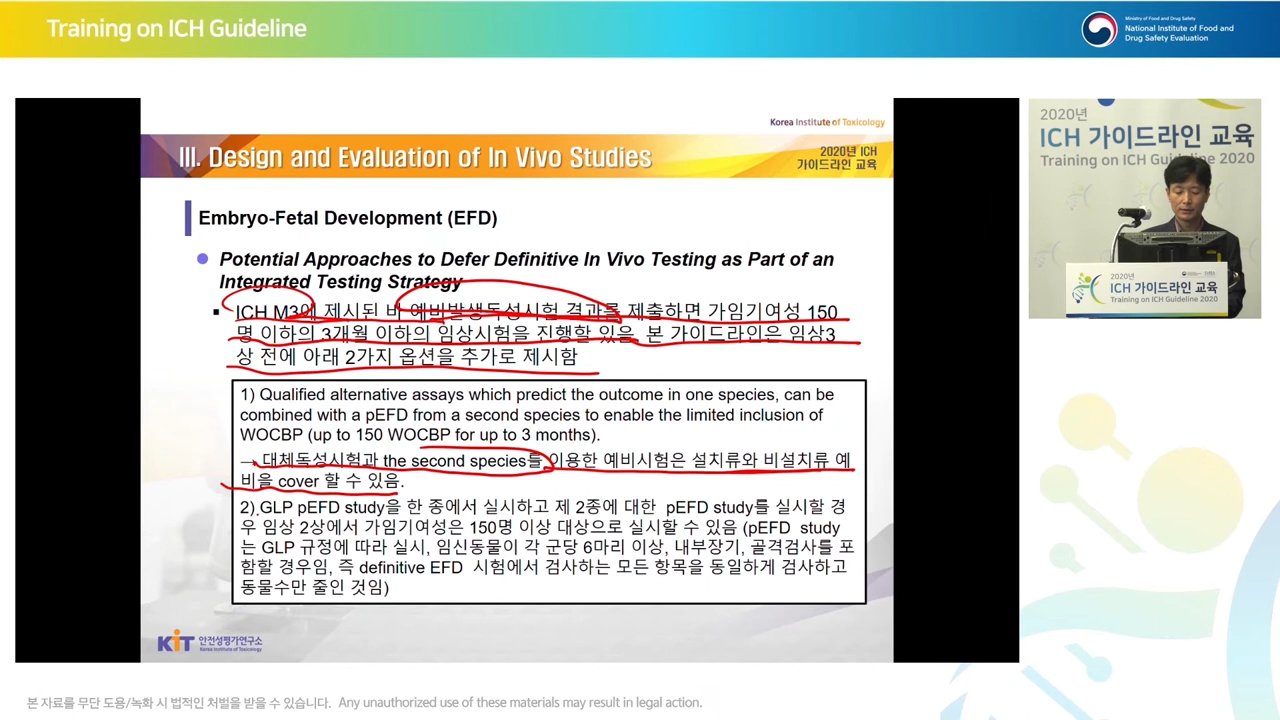 Training on ICH Guideline
Ministry of Food and Drug Safety
National Institute of Food and
Drug Safety Evaluation
Korea Institute of Toxicology
III. Design and Evaluation of In Vivo Studies
2020년 ICH
가이드라인 교육
Embryo-Fetal Development (EFD)
Potential Approaches to Defer Definitive In Vivo Testing as Part of an
Integrated Testing Strategy
ICH M3에 제시된 바 예비발생독성시험 결과를 제출하면 가임기여성 150
명 이하의 3개월 이하의 임상시험을 진행할 있음. 본 가이드라인은 임상3
상 전에 아래 2가지 옵션을 추가로 제시함
1) Qualified alternative assays which predict the outcome in one species, can be
combined with a pEFD from a second species to enable the limited inclusion of
WOCBP (up to 150 WOCBP for up to 3 months).
→ 대체독성시험과 the second species를 이용한 예비시험은 설치류와 비설치류 예
비을 cover 할 수 있음.
2) GLP pEFD study을 한 종에서 실시하고 제 2종에 대한 pEFD study를 실시할 경
우 임상 2상에서 가임기여성은 150명 이상 대상으로 실시할 수 있음 (pEFD study
는 GLP 규정에 따라 실시, 임신동물이 각 군당 6마리 이상, 내부장기, 골격검사를 포
함할 경우임, 즉 definitive EFD 시험에서 검사하는 모든 항목을 동일하게 검사하고
동물수만 줄인 것임)
KIT 안전성평가연구소
Korea Institute of Toxicology
2020년
ICH 가이드라인 교육
Training on ICH Guideline 2020
2020년
ICH 가이드라인 교육
Training on ICH Guideline 2020
본 자료를 무단 도용/녹화 시 법적인 처벌을 받을 수 있습니다. Any unauthorized use of these materials may result in legal action.